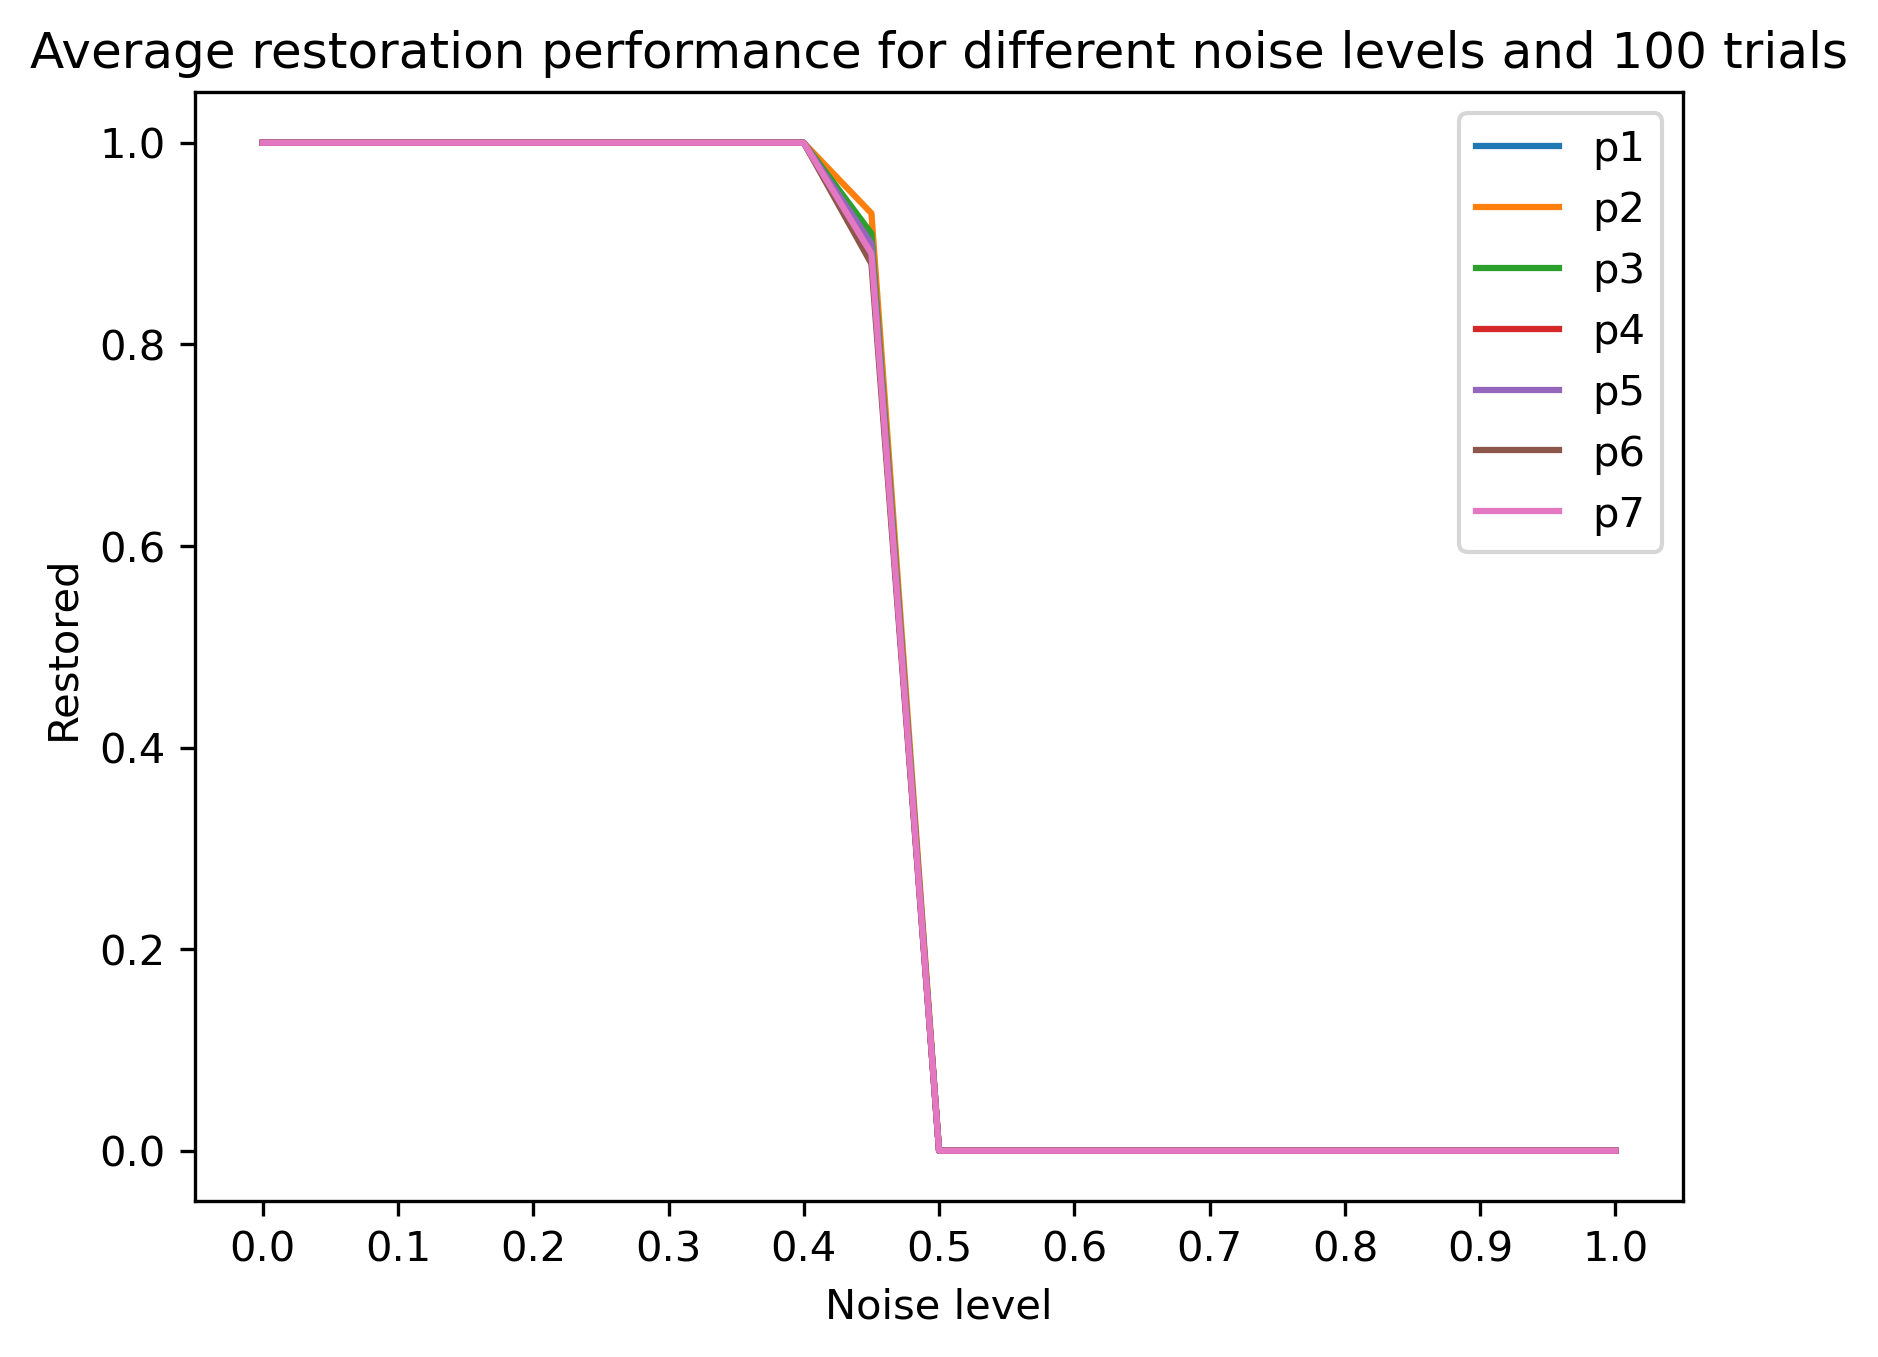 Average restoration performance for different noise levels and 100 trials
1.0
0.8
0.6
0.4
0.2
0.0
Restored
p1
p2
p3
p4
p5
p6
p7
0.0 0.1 0.2 0.3 0.4 0.5 0.6 0.7 0.8 0.9 1.0
Noise level